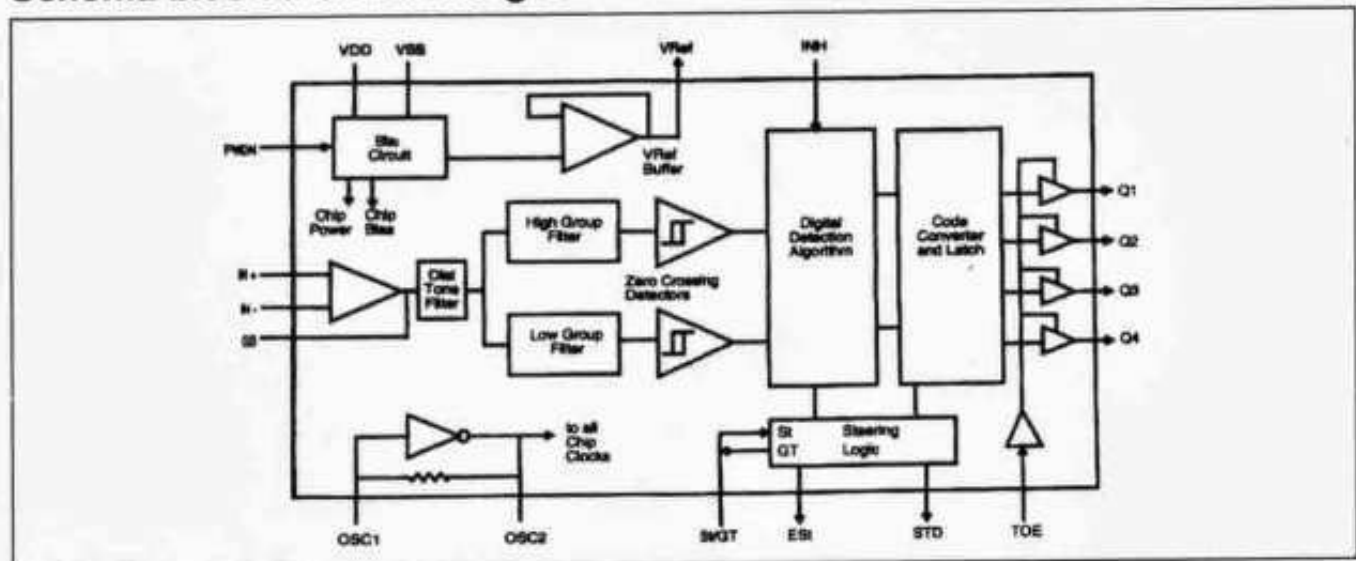 VDD VSS VRef INH
PWDN
Bias
Circuit
VRef
Buffer
Chip
Power
Chip
Bias
High Group
Filter
Digital
Detection
Algorithm
Code
Converter
and Latch
Q1
Q2
Q3
Q4
IN +
IN -
GS
Dial
Tone
Filter
Zero Crossing
Detectors
Low Group
Filter
to all
Chip
Clocks
St
GT
Steering
Logic
OSC1 OSC2 St/GT ESt STD TOE